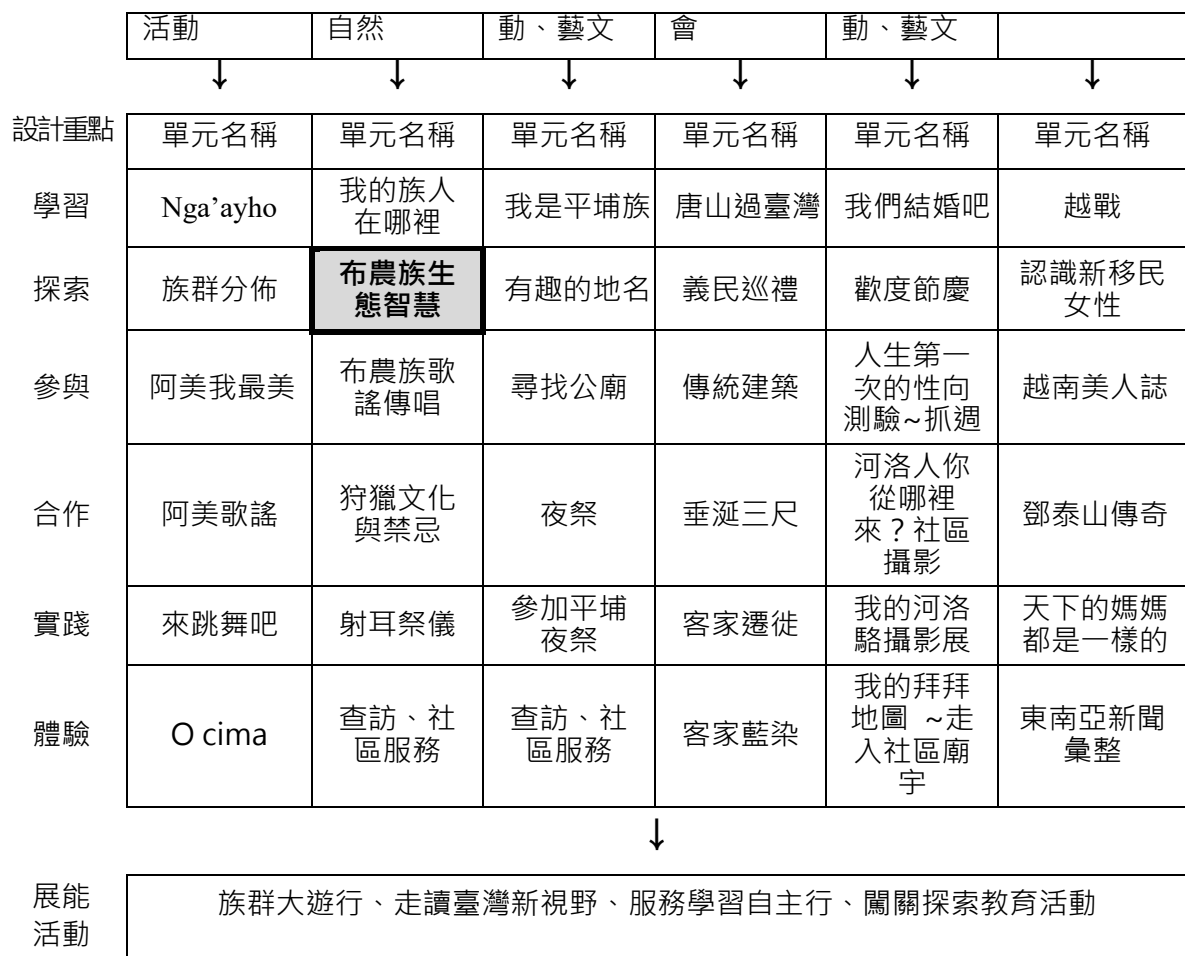 活動 自然 動、藝文 會 動、藝文
↓ ↓ ↓ ↓ ↓ ↓
設計重點 單元名稱 單元名稱 單元名稱 單元名稱 單元名稱 單元名稱
學習 Nga’ayho 我的族人在哪裡 我是平埔族 唐山過臺灣 我們結婚吧 越戰
探索 族群分佈 布農族生態智慧 有趣的地名 義民巡禮 歡度節慶 認識新移民女性
參與 阿美我最美 布農族歌謠傳唱 尋找公廟 傳統建築 人生第一次的性向測驗~抓週 越南美人誌
合作 阿美歌謠 狩獵文化與禁忌 夜祭 垂涎三尺 河洛人你從哪裡來？社區攝影 鄧泰山傳奇
實踐 來跳舞吧 射耳祭儀 參加平埔夜祭 客家遷徙 我的河洛駱攝影展 天下的媽媽都是一樣的
體驗 O cima 查訪、社區服務 查訪、社區服務 客家藍染 我的拜拜地圖 ~走入社區廟宇 東南亞新聞彙整
↓
展能活動 族群大遊行、走讀臺灣新視野、服務學習自主行、闖關探索教育活動